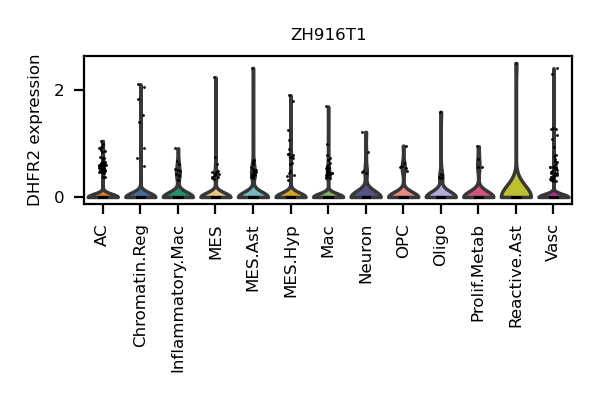 ZH916T1
DHFR2 expression
2
0
AC
Chromatin.Reg
Inflammatory.Mac
MES
MES.Ast
MES.Hyp
Mac
Neuron
OPC
Oligo
Prolif.Metab
Reactive.Ast
Vasc